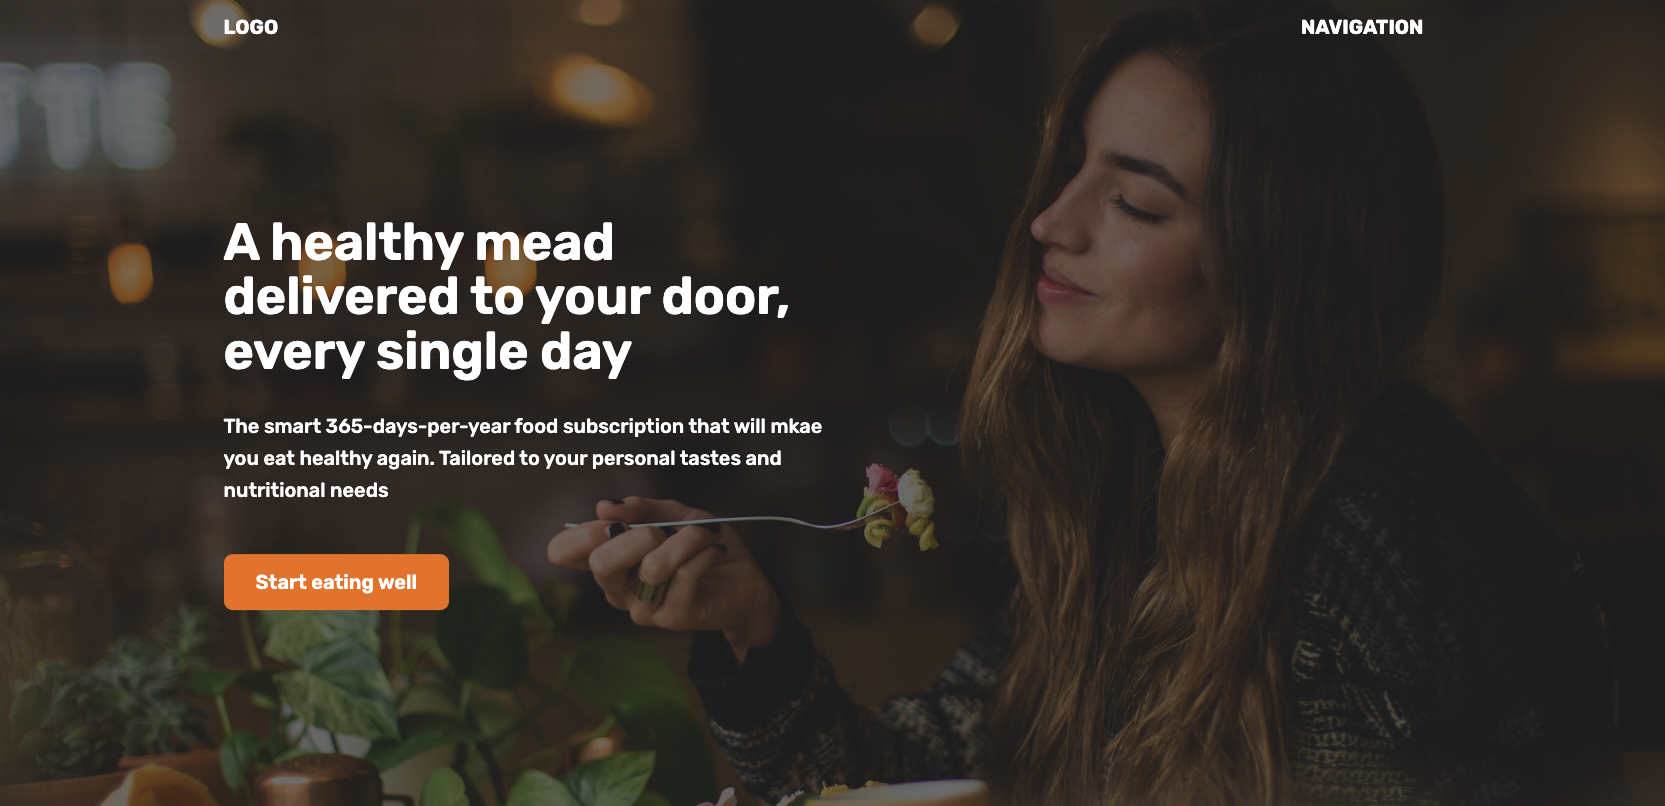 LOGO
NAVIGATION
A healthy mead
delivered to your door,
every single day
The smart 365-days-per-year food subscription that will mkae
you eat healthy again. Tailored to your personal tastes and
nutritional needs
Start eating well